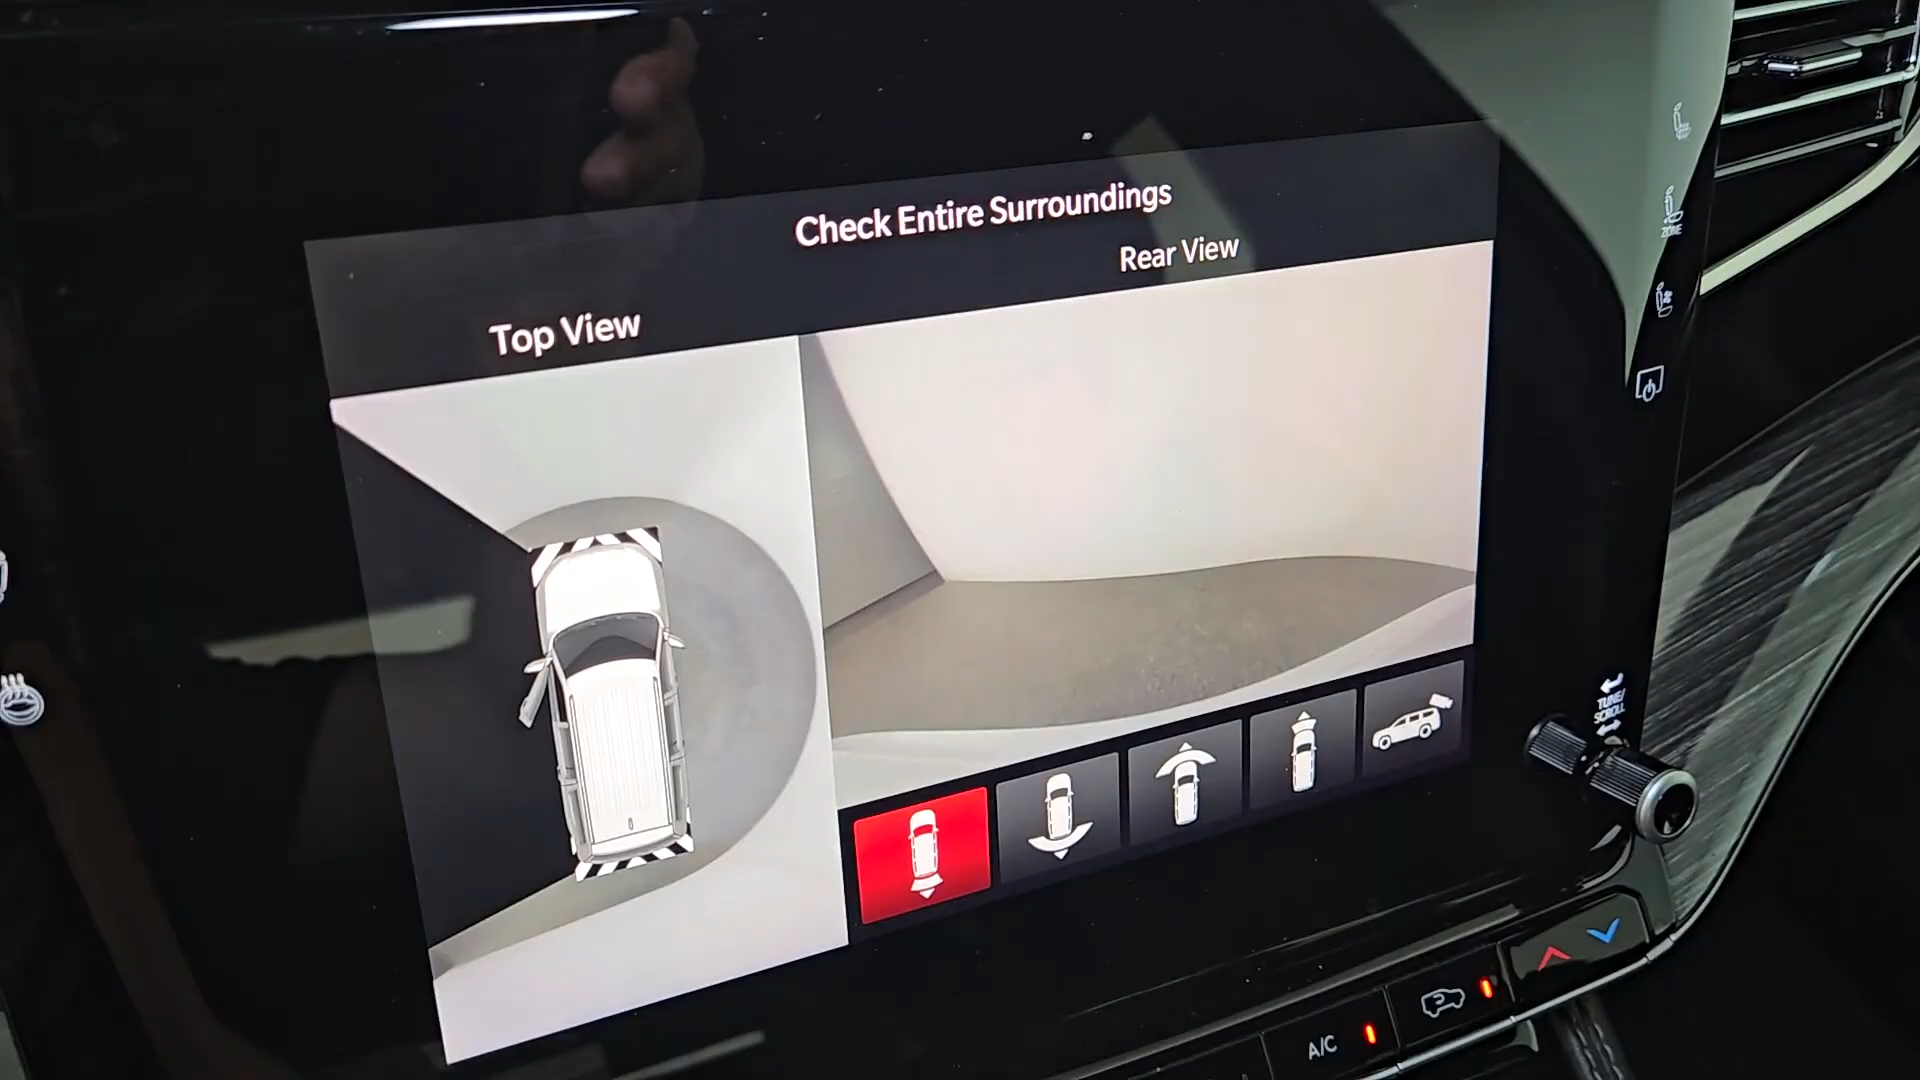 Check Entire Surroundings
Rear View
Top View
ZONE
TUNE/
SCROLL
A/C